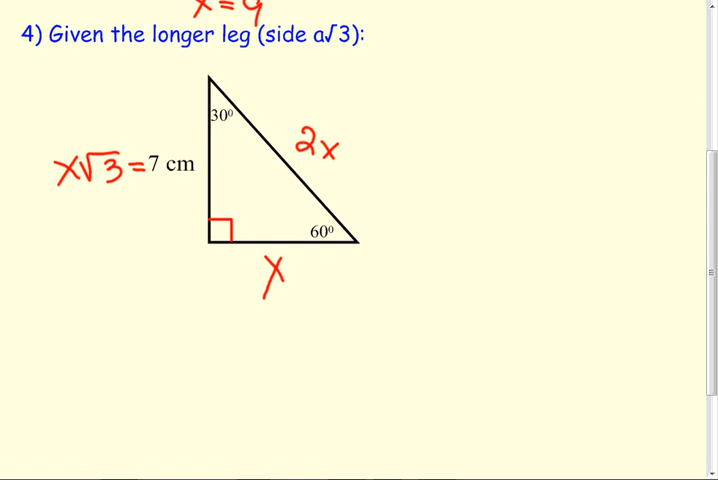 x = 9
4) Given the longer leg (side a√3):
30⁰
2x
x√3 = 7 cm
60⁰
x